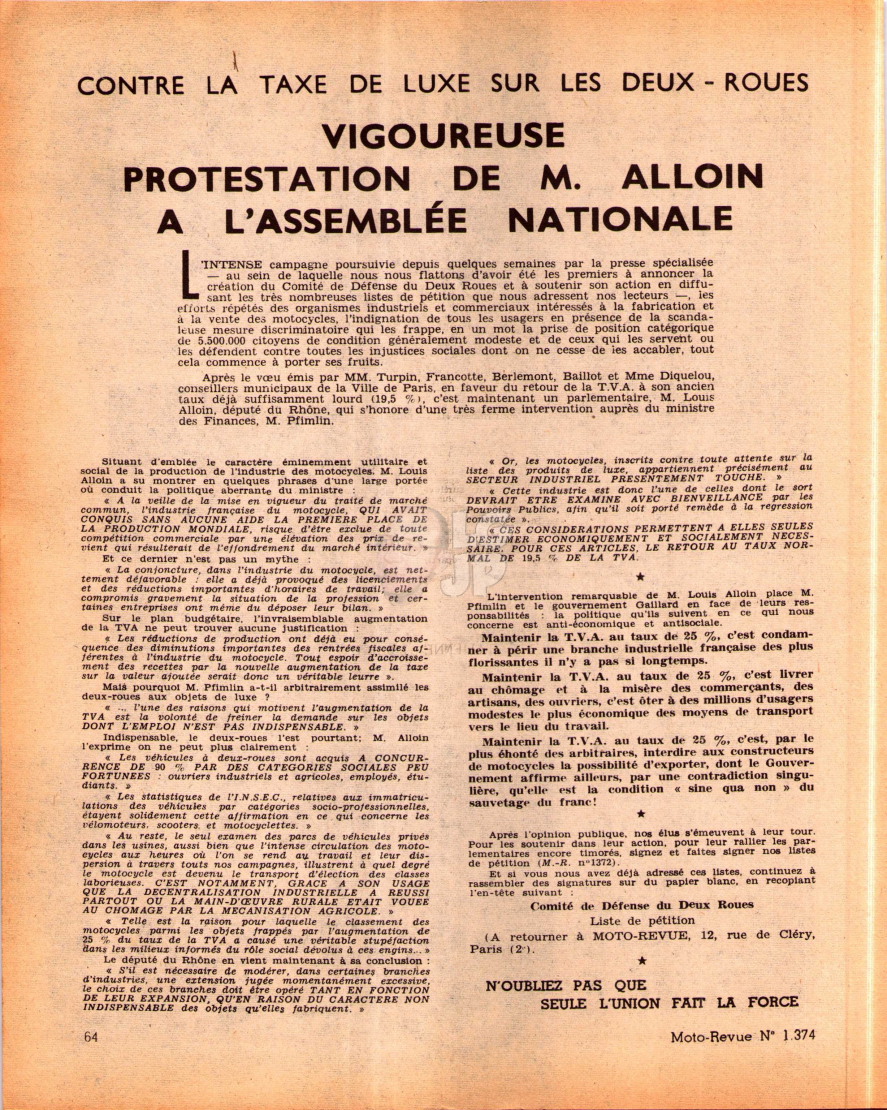 CONTRE LA TAXE DE LUXE SUR LES DEUX - ROUES
VIGOUREUSE
PROTESTATION DE M. ALLOIN
A L'ASSEMBLÉE NATIONALE
L'INTENSE campagne poursuivie depuis quelques semaines par la presse spécialisée
— au sein de laquelle nous nous flattons d'avoir été les premiers à annoncer la
création du Comité de Défense du Deux Roues et à soutenir son action en diffu-
sant les très nombreuses listes de pétition que nous adressent nos lecteurs —, les
efforts répétés des organismes industriels et commerciaux intéressés à la fabrication et
à la vente des motocycles, l'indignation de tous les usagers en présence de la scanda-
leuse mesure discriminatoire qui les frappe, en un mot la prise de position catégorique
de 5.500.000 citoyens de condition généralement modeste et de ceux qui les servent ou
les défendent contre toutes les injustices sociales dont on ne cesse de les accabler, tout
cela commence à porter ses fruits.
Après le vœu émis par MM. Turpin, Francotte, Berlemont, Baillot et Mme Diquelou,
conseillers municipaux de la Ville de Paris, en faveur du retour de la T.V.A. à son ancien
taux déjà suffisamment lourd (19,5 %), c'est maintenant un parlementaire, M. Louis
Alloin, député du Rhône, qui s'honore d'une très ferme intervention auprès du ministre
des Finances, M. Pfimlin.
Situant d'emblée le caractère éminemment utilitaire et
social de la production de l'industrie des motocycles, M. Louis
Alloin a su montrer en quelques phrases d'une large portée
où conduit la politique aberrante du ministre :
« A la veille de la mise en vigueur du traité de marché
commun, l'industrie française du motocycle, QUI AVAIT
CONQUIS SANS AUCUNE AIDE LA PREMIERE PLACE DE
LA PRODUCTION MONDIALE, risque d'être exclue de toute
compétition commerciale par une élévation des prix de re-
vient qui résulterait de l'effondrement du marché intérieur. »
Et ce dernier n'est pas un mythe :
« La conjoncture, dans l'industrie du motocycle, est net-
tement défavorable : elle a déjà provoqué des licenciements
et des réductions importantes d'horaires de travail; elle a
compromis gravement la situation de la profession et cer-
taines entreprises ont même du déposer leur bilan. »
Sur le plan budgétaire, l'invraisemblable augmentation
de la TVA ne peut trouver aucune justification :
« Les réductions de production ont déjà eu pour consé-
quence des diminutions importantes des rentrées fiscales af-
férentes à l'industrie du motocycle. Tout espoir d'accroisse-
ment des recettes par la nouvelle augmentation de la taxe
sur la valeur ajoutée serait donc un véritable leurre ».
Mais pourquoi M. Pfimlin a-t-il arbitrairement assimilé les
deux-roues aux objets de luxe ?
« ... l'une des raisons qui motivent l'augmentation de la
TVA est la volonté de freiner la demande sur les objets
DONT L'EMPLOI N'EST PAS INDISPENSABLE. »
Indispensable, le deux-roues l'est pourtant; M. Alloin
l'exprime on ne peut plus clairement :
« Les véhicules à deux-roues sont acquis A CONCUR-
RENCE DE 90 % PAR DES CATEGORIES SOCIALES PEU
FORTUNEES : ouvriers industriels et agricoles, employés, étu-
diants. »
« Les statistiques de l'I.N.S.E.C., relatives aux immatricu-
lations des véhicules par catégories socio-professionnelles,
étayent solidement cette affirmation en ce qui concerne les
vélomoteurs, scooters et motocyclettes. »
« Au reste, le seul examen des parcs de véhicules privés
dans les usines, aussi bien que l'intense circulation des moto-
cycles aux heures où l'on se rend au travail et leur dis-
persion à travers toute nos campagnes, illustrent à quel degré
le motocycle est devenu le transport d'élection des classes
laborieuses. C'EST NOTAMMENT, GRACE A SON USAGE
QUE LA DECENTRALISATION INDUSTRIELLE A REUSSI
PARTOUT OU LA MAIN-D'ŒUVRE RURALE ETAIT VOUEE
AU CHOMAGE PAR LA MECANISATION AGRICOLE. »
« Telle est la raison pour laquelle le classement des
motocycles parmi les objets frappés par l'augmentation de
25 % du taux de la TVA a causé une véritable stupéfaction
dans les milieux informés du rôle social dévolus à ces engins... »
Le député du Rhône en vient maintenant à sa conclusion :
« S'il est nécessaire de modérer, dans certaines branches
d'industries, une extension jugée momentanément excessive,
le choix de ces branches doit être opéré TANT EN FONCTION
DE LEUR EXPANSION, QU'EN RAISON DU CARACTERE NON
INDISPENSABLE des objets qu'elles fabriquent. »
« Or, les motocycles, inscrits contre toute attente sur la
liste des produits de luxe, appartiennent précisément au
SECTEUR INDUSTRIEL PRESENTEMENT TOUCHE. »
« Cette industrie est donc l'une de celles dont le sort
DEVRAIT ETRE EXAMINE AVEC BIENVEILLANCE par les
Pouvoirs Publics, afin qu'il soit porté remède à la regression
constatée ».
« CES CONSIDERATIONS PERMETTENT A ELLES SEULES
D'ESTIMER ECONOMIQUEMENT ET SOCIALEMENT NECES-
SAIRE, POUR CES ARTICLES, LE RETOUR AU TAUX NOR-
MAL DE 19,5 % DE LA TVA.
★
L'intervention remarquable de M. Louis Alloin place M.
Pfimlin et le gouvernement Gaillard en face de leurs res-
ponsabilités : la politique qu'ils suivent en ce qui nous
concerne est anti-économique et antisociale.
Maintenir la T.V.A. au taux de 25 %, c'est condam-
ner à périr une branche industrielle française des plus
florissantes il n'y a pas si longtemps.
Maintenir la T.V.A. au taux de 25 %, c'est livrer
au chômage et à la misère des commerçants, des
artisans, des ouvriers, c'est ôter à des millions d'usagers
modestes le plus économique des moyens de transport
vers le lieu du travail.
Maintenir la T.V.A. au taux de 25 %, c'est, par le
plus éhonté des arbitraires, interdire aux constructeurs
de motocycles la possibilité d'exporter, dont le Gouver-
nement affirme ailleurs, par une contradiction singu-
lière, qu'elle est la condition « sine qua non » du
sauvetage du franc!
★
Après l'opinion publique, nos élus s'émeuvent à leur tour.
Pour les soutenir dans leur action, pour leur rallier les par-
lementaires encore timorés, signez et faites signer nos listes
de pétition (M.-R. n°1372).
Et si vous nous avez déjà adressé ces listes, continuez à
rassembler des signatures sur du papier blanc, en recopiant
l'en-tête suivant :
Comité de Défense du Deux Roues
Liste de pétition
(A retourner à MOTO-REVUE, 12, rue de Cléry,
Paris (2°).
★
N'OUBLIEZ PAS QUE
SEULE L'UNION FAIT LA FORCE
64
Moto-Revue N° 1.374